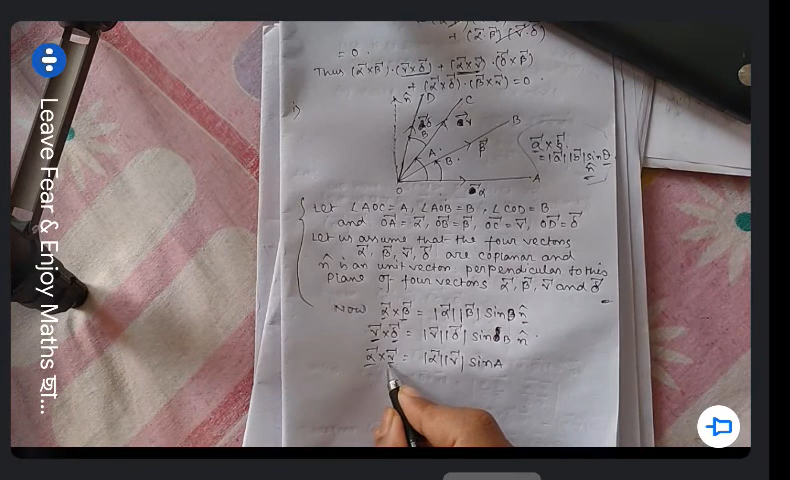 = 0 .
Thus (α⃗×β⃗)·(γ⃗×δ⃗) + (α⃗×γ⃗)·(δ⃗×β⃗)
+ (α⃗×δ⃗)·(β⃗×γ⃗) = 0 .
n̂ D C
δ⃗ γ⃗ B
B A β⃗
B
O α⃗ A
a⃗ × b⃗
= |a⃗||b⃗| sinθ
n̂
Let ∠AOC = A, ∠AOB = B, ∠COD = B
and OA⃗ = α⃗, OB⃗ = β⃗, OC⃗ = γ⃗, OD⃗ = δ⃗
Let us assume that the four vectors
α⃗, β⃗, γ⃗, δ⃗ are coplanar and
n̂ is an unit vector perpendicular to this
plane of four vectors α⃗, β⃗, γ⃗ and δ⃗
Now α⃗×β⃗ = |α⃗||β⃗| sinB n̂
γ⃗×δ⃗ = |γ⃗||δ⃗| sinB n̂ .
α⃗×γ⃗ = |α⃗||γ⃗| sinA
Leave Fear & Enjoy Maths ছা...